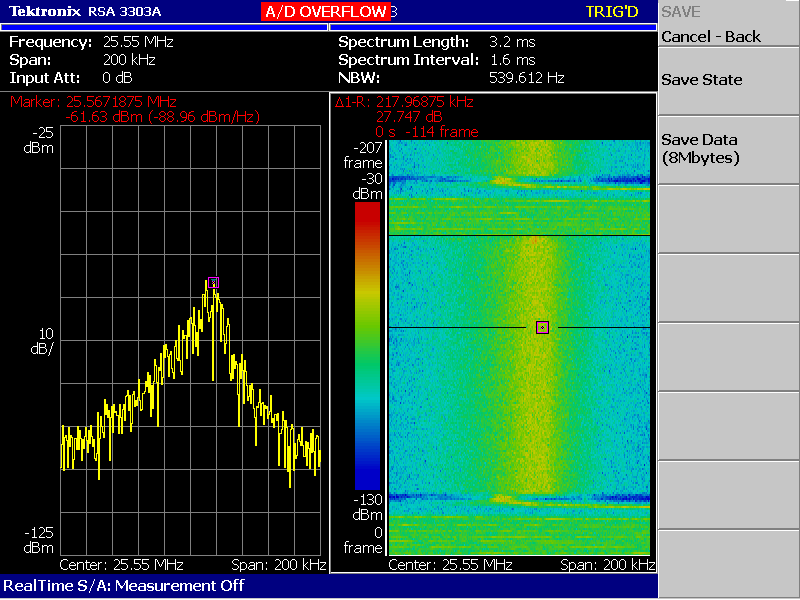 Tektronix RSA 3303A A/D OVERFLOW 3 TRIG'D
Frequency: 25.55 MHz
Span: 200 kHz
Input Att: 0 dB
Spectrum Length: 3.2 ms
Spectrum Interval: 1.6 ms
NBW: 539.612 Hz
Marker: 25.5671875 MHz
-61.63 dBm (-88.96 dBm/Hz)
-25
dBm
10
dB/
-125
dBm
Center: 25.55 MHz Span: 200 kHz
Δ1-R: 217.96875 kHz
27.747 dB
0 s -114 frame
-207
frame
-30
dBm
-130
dBm
0
frame
Center: 25.55 MHz Span: 200 kHz
RealTime S/A: Measurement Off
SAVE
Cancel - Back
Save State
Save Data
(8Mbytes)